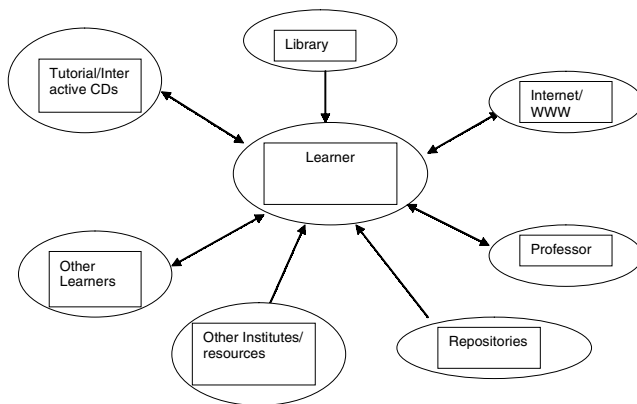 Library
Tutorial/Inter
active CDs
Internet/
WWW
Learner
Other
Learners
Professor
Other Institutes/
resources
Repositories